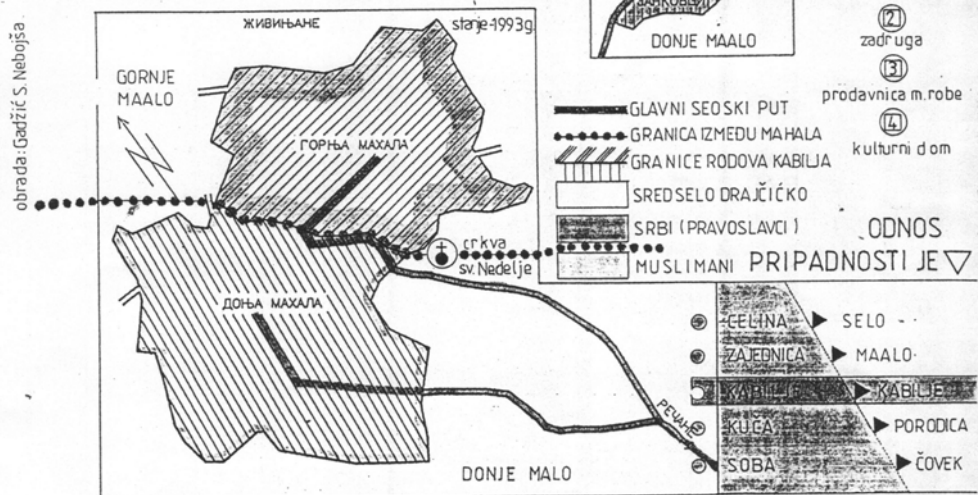 obrada: Gadžić S. Nebojša
ЖИВИЊАНЕ
stanje-1993g.
GORNJE
MAALO
ГОРЊА МАХАЛА
crkva
sv. Nedelje
ДОЊА МАХАЛА
РЕЧАНЕ
DONJE MALO
DONJE MAALO
2
zadruga
3
prodavnica m.robe
4
kulturni dom
GLAVNI SEOSKI PUT
GRANICA IZMEĐU MAHALA
GRANICE RODOVA KABILJA
SREDSELO DRAJČIĆKO
SRBI (PRAVOSLAVCI)
MUSLIMANI
ODNOS
PRIPADNOSTI JE
CELINA SELO
ZAJEDNICA MAALO
KABILJE KABILJE
KUĆA PORODICA
SOBA ČOVEK